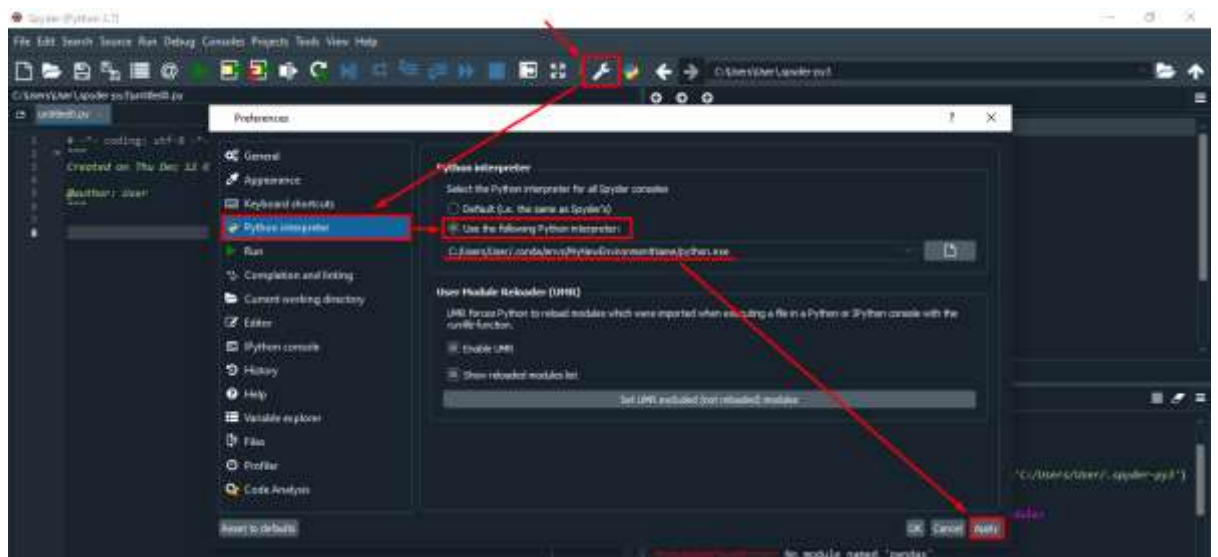 Spyder (Python 3.7)
File Edit Search Source Run Debug Consoles Projects Tools View Help
C:\Users\User\.spyder-py3
C:\Users\User\.spyder-py3\untitled0.py
untitled0.py
# -*- coding: utf-8 -*-
"""
Created on Thu Dec 12
@author: User
"""
Preferences
General
Appearance
Keyboard shortcuts
Python interpreter
Run
Completion and linting
Current working directory
Editor
IPython console
History
Help
Variable explorer
Files
Profiler
Code Analysis
Python interpreter
Select the Python interpreter for all Spyder consoles
Default (i.e. the same as Spyder's)
Use the following Python interpreter:
C:/Users/User/.conda/envs/MyNewEnvironmentName/python.exe
User Module Reloader (UMR)
UMR forces Python to reload modules which were imported when executing a file in a Python or IPython console with the
runfile function.
Enable UMR
Show reloaded modules list
Set UMR excluded (not reloaded) modules
Reset to defaults
OK Cancel Apply
'C:/Users/User/.spyder-py3')
No module named 'pandas'